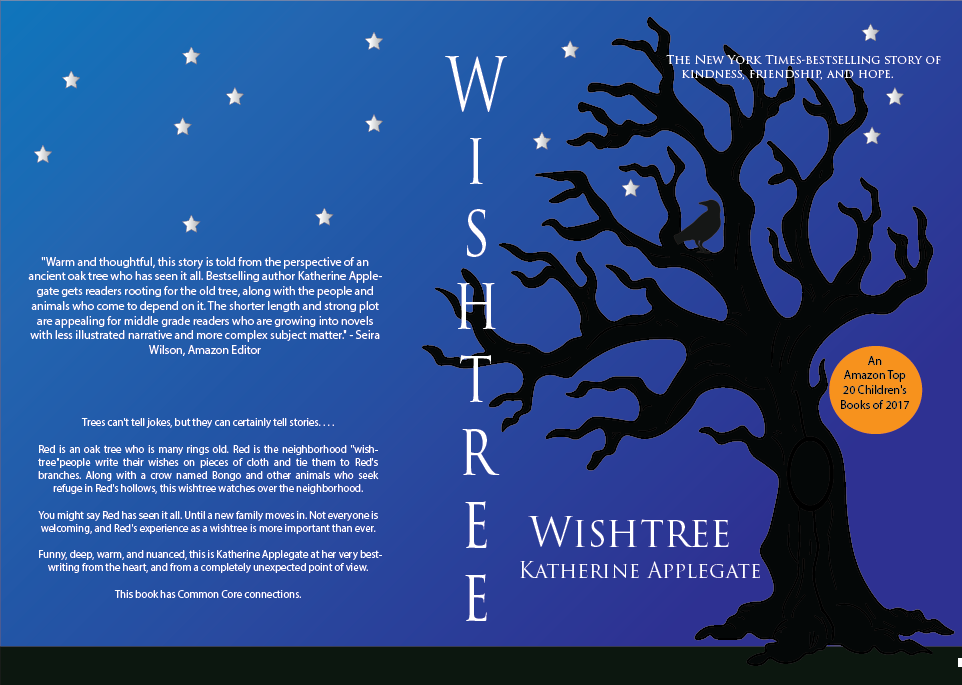 "Warm and thoughtful, this story is told from the perspective of an
ancient oak tree who has seen it all. Bestselling author Katherine Apple-
gate gets readers rooting for the old tree, along with the people and
animals who come to depend on it. The shorter length and strong plot
are appealing for middle grade readers who are growing into novels
with less illustrated narrative and more complex subject matter." - Seira
Wilson, Amazon Editor
Trees can't tell jokes, but they can certainly tell stories. . . .
Red is an oak tree who is many rings old. Red is the neighborhood "wish-
tree"people write their wishes on pieces of cloth and tie them to Red's
branches. Along with a crow named Bongo and other animals who seek
refuge in Red's hollows, this wishtree watches over the neighborhood.
You might say Red has seen it all. Until a new family moves in. Not everyone is
welcoming, and Red's experience as a wishtree is more important than ever.
Funny, deep, warm, and nuanced, this is Katherine Applegate at her very best-
writing from the heart, and from a completely unexpected point of view.
This book has Common Core connections.
WISHTREE
The New York Times-bestselling story of
kindness, friendship, and hope.
An
Amazon Top
20 Children's
Books of 2017
Wishtree
Katherine Applegate